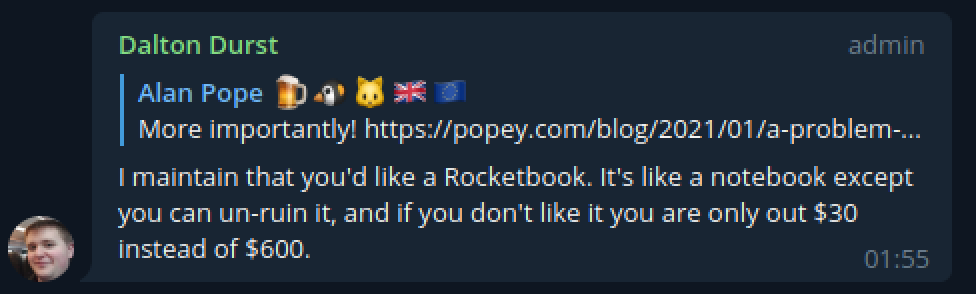 Dalton Durst admin
Alan Pope 🍺🐧🐱🇬🇧🇪🇺
More importantly! https://popey.com/blog/2021/01/a-problem-...
I maintain that you'd like a Rocketbook. It's like a notebook except
you can un-ruin it, and if you don't like it you are only out $30
instead of $600.
01:55